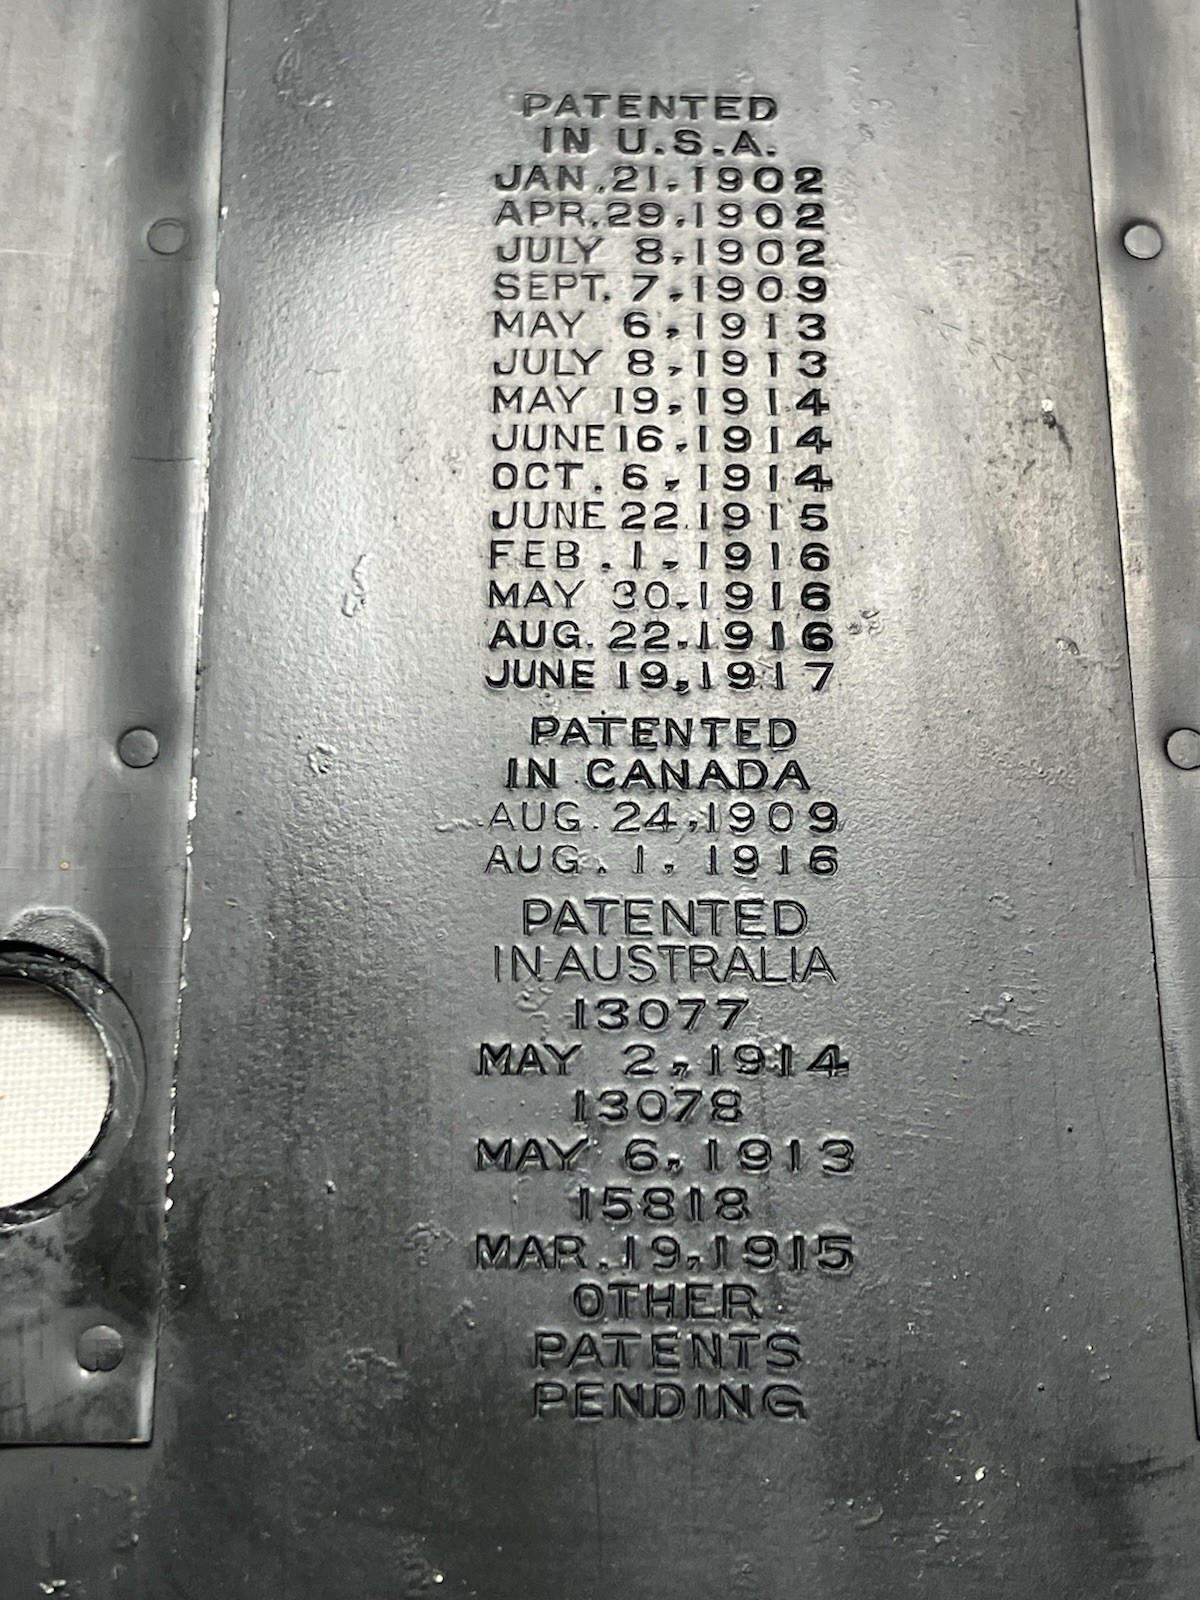 PATENTED
IN U.S.A.
JAN.21,1902
APR.29,1902
JULY 8,1902
SEPT. 7,1909
MAY 6,1913
JULY 8,1913
MAY 19,1914
JUNE 16,1914
OCT. 6,1914
JUNE 22.1915
FEB. 1, 1916
MAY 30,1916
AUG. 22,1916
JUNE 19,1917
PATENTED
IN CANADA
AUG. 24,1909
AUG. 1, 1916
PATENTED
IN AUSTRALIA
13077
MAY 2,1914
13078
MAY 6,1913
15818
MAR. 19,1915
OTHER
PATENTS
PENDING